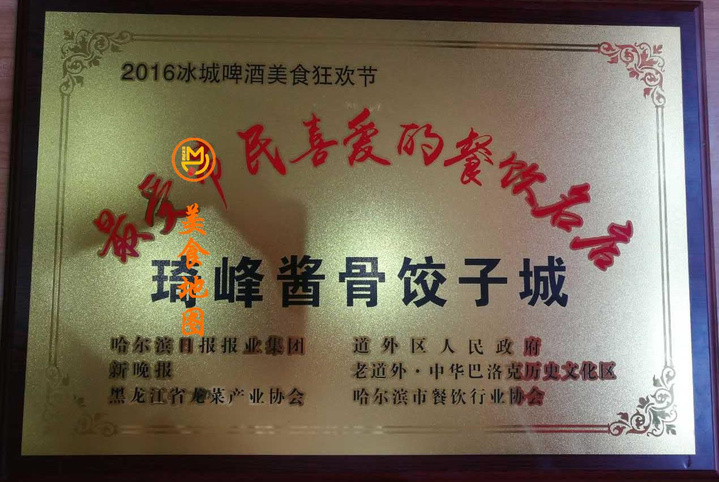 2016冰城啤酒美食狂欢节
最受市民喜爱的餐饮名店
美食地图
琦峰酱骨饺子城
哈尔滨日报报业集团 道外区人民政府
新晚报 老道外·中华巴洛克历史文化区
黑龙江省龙菜产业协会 哈尔滨市餐饮行业协会